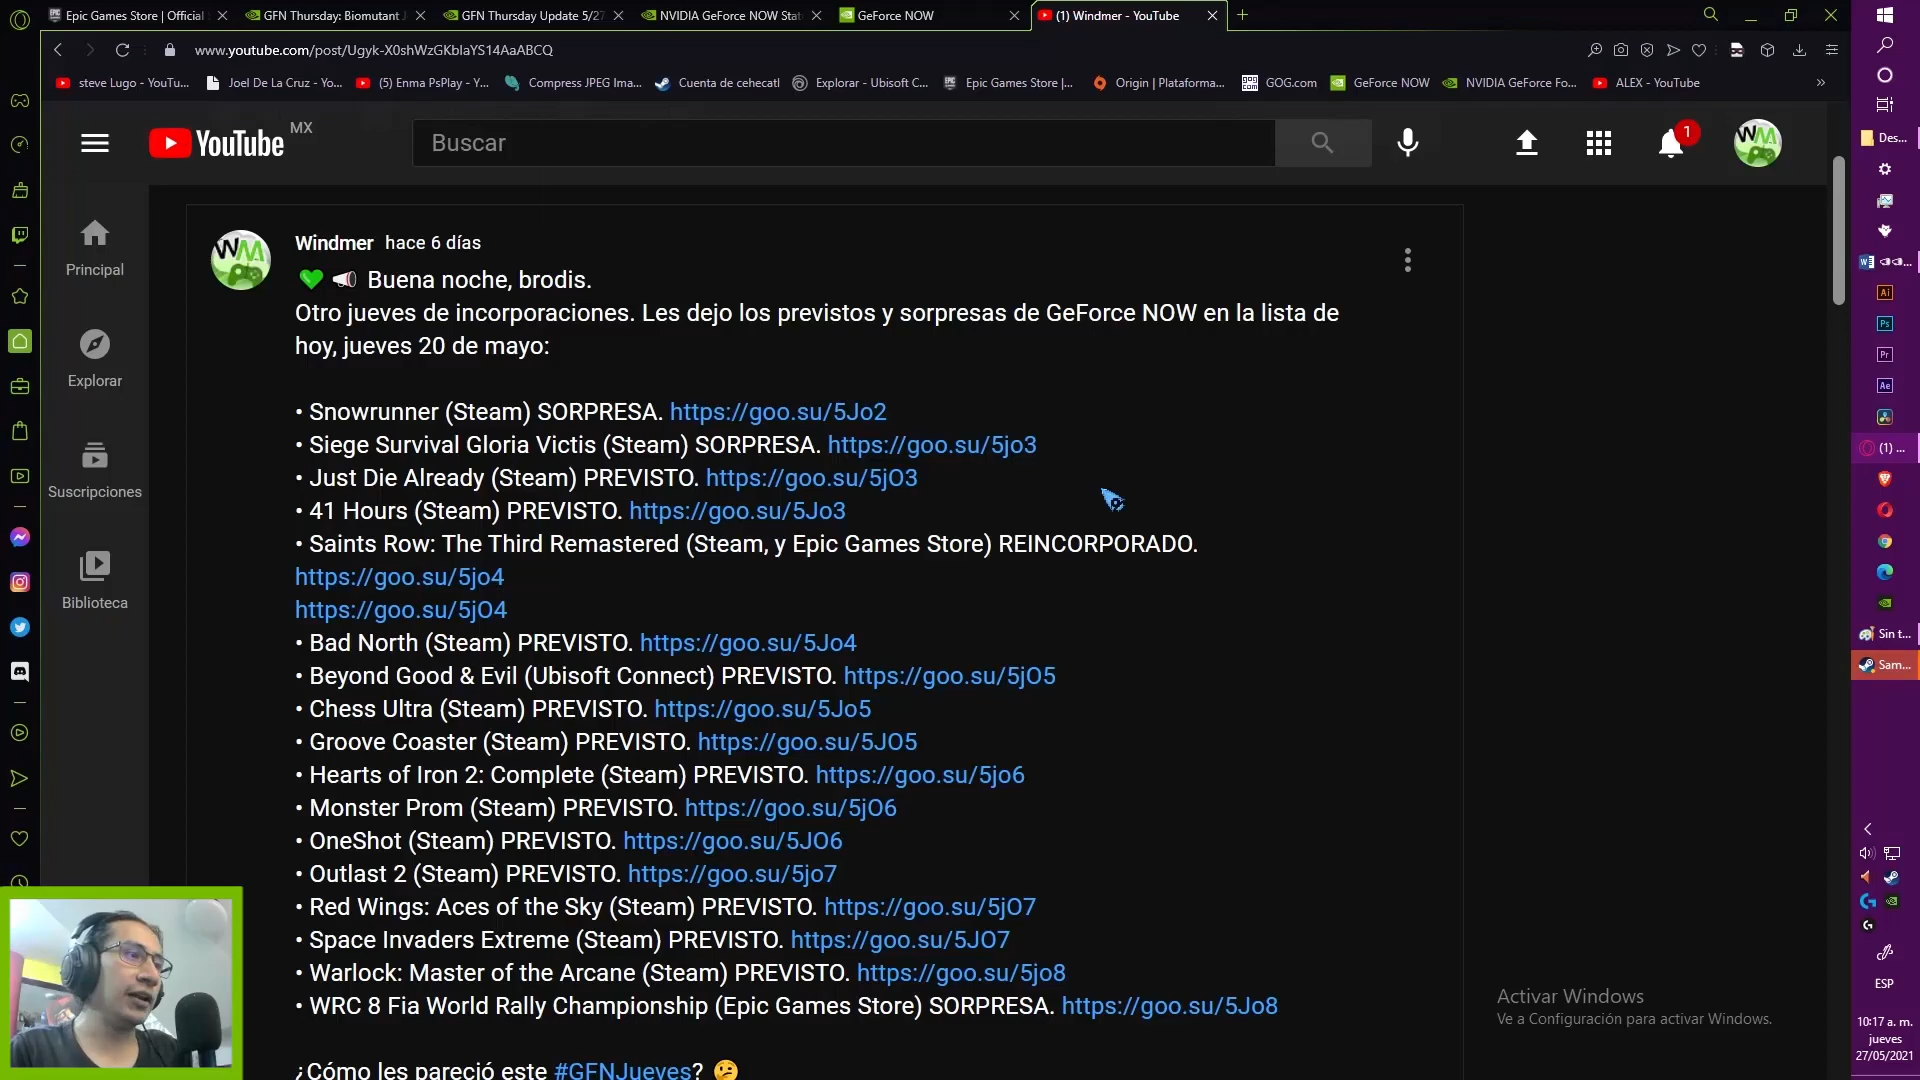 Epic Games Store | Official
GFN Thursday: Biomutant J
GFN Thursday Update 5/27
NVIDIA GeForce NOW Stat
GeForce NOW
(1) Windmer - YouTube
www.youtube.com/post/Ugyk-X0shWzGKblaYS14AaABCQ
steve Lugo - YouTu...
Joel De La Cruz - Yo...
(5) Enma PsPlay - Y...
Compress JPEG Ima...
Cuenta de cehecatl
Explorar - Ubisoft C...
Epic Games Store |...
Origin | Plataforma...
GOG.com
GeForce NOW
NVIDIA GeForce Fo...
ALEX - YouTube
YouTube MX
Buscar
1
WM
Principal
Explorar
Suscripciones
Biblioteca
WM
Windmer hace 6 días
Buena noche, brodis.
Otro jueves de incorporaciones. Les dejo los previstos y sorpresas de GeForce NOW en la lista de
hoy, jueves 20 de mayo:
• Snowrunner (Steam) SORPRESA. https://goo.su/5Jo2
• Siege Survival Gloria Victis (Steam) SORPRESA. https://goo.su/5jo3
• Just Die Already (Steam) PREVISTO. https://goo.su/5jO3
• 41 Hours (Steam) PREVISTO. https://goo.su/5Jo3
• Saints Row: The Third Remastered (Steam, y Epic Games Store) REINCORPORADO.
https://goo.su/5jo4
https://goo.su/5jO4
• Bad North (Steam) PREVISTO. https://goo.su/5Jo4
• Beyond Good & Evil (Ubisoft Connect) PREVISTO. https://goo.su/5jO5
• Chess Ultra (Steam) PREVISTO. https://goo.su/5Jo5
• Groove Coaster (Steam) PREVISTO. https://goo.su/5JO5
• Hearts of Iron 2: Complete (Steam) PREVISTO. https://goo.su/5jo6
• Monster Prom (Steam) PREVISTO. https://goo.su/5jO6
• OneShot (Steam) PREVISTO. https://goo.su/5JO6
• Outlast 2 (Steam) PREVISTO. https://goo.su/5jo7
• Red Wings: Aces of the Sky (Steam) PREVISTO. https://goo.su/5jO7
• Space Invaders Extreme (Steam) PREVISTO. https://goo.su/5JO7
• Warlock: Master of the Arcane (Steam) PREVISTO. https://goo.su/5jo8
• WRC 8 Fia World Rally Championship (Epic Games Store) SORPRESA. https://goo.su/5Jo8
¿Cómo les pareció este #GFNJueves?
Activar Windows
Ve a Configuración para activar Windows.
Des...
Ai
Ps
Pr
Ae
(1) ...
Sin t...
Sam...
ESP
10:17 a. m.
jueves
27/05/2021